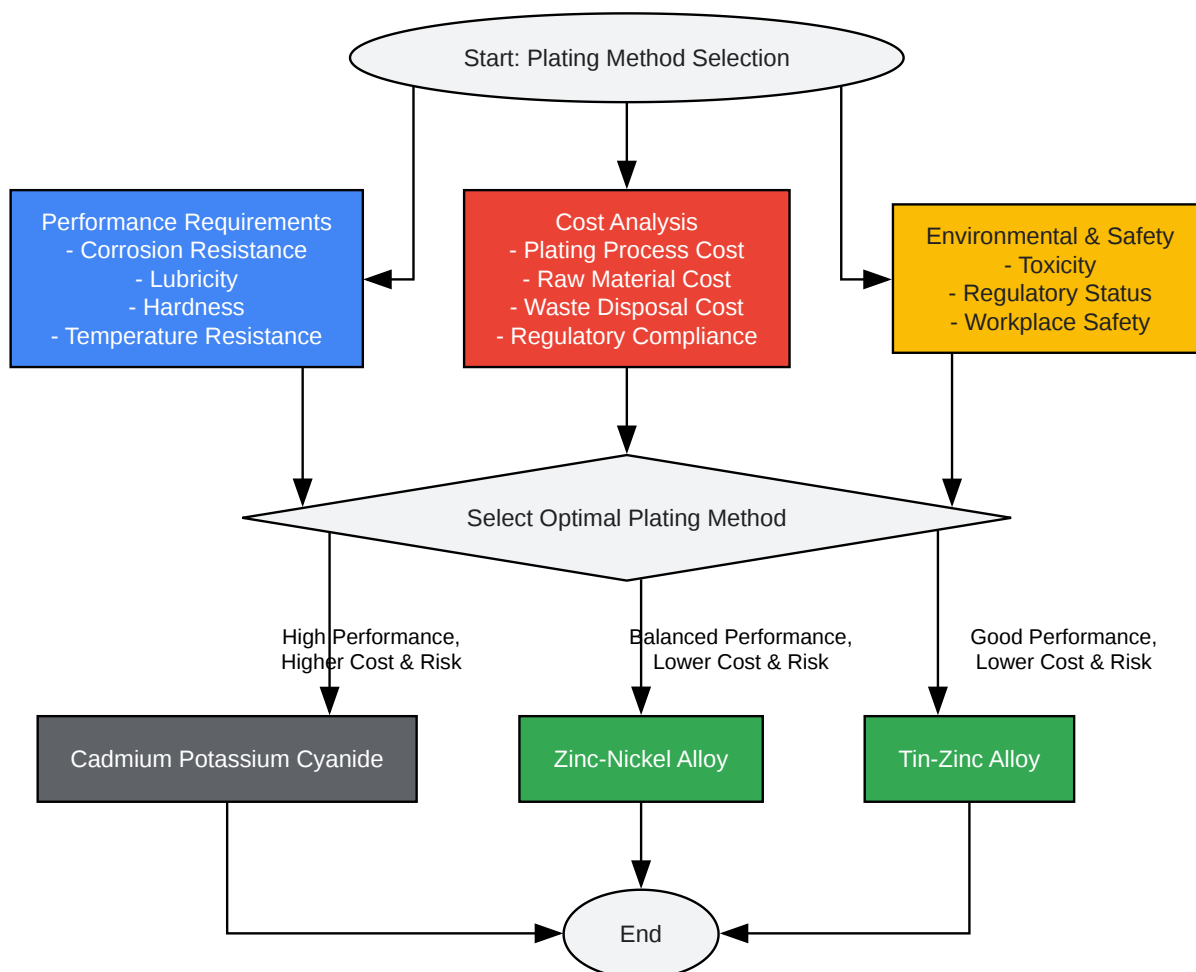 Start: Plating Method Selection
Performance Requirements
- Corrosion Resistance
- Lubricity
- Hardness
- Temperature Resistance
Cost Analysis
- Plating Process Cost
- Raw Material Cost
- Waste Disposal Cost
- Regulatory Compliance
Environmental & Safety
- Toxicity
- Regulatory Status
- Workplace Safety
Select Optimal Plating Method
High Performance,
Higher Cost & Risk
Balanced Performance,
Lower Cost & Risk
Good Performance,
Lower Cost & Risk
Cadmium Potassium Cyanide
Zinc-Nickel Alloy
Tin-Zinc Alloy
End